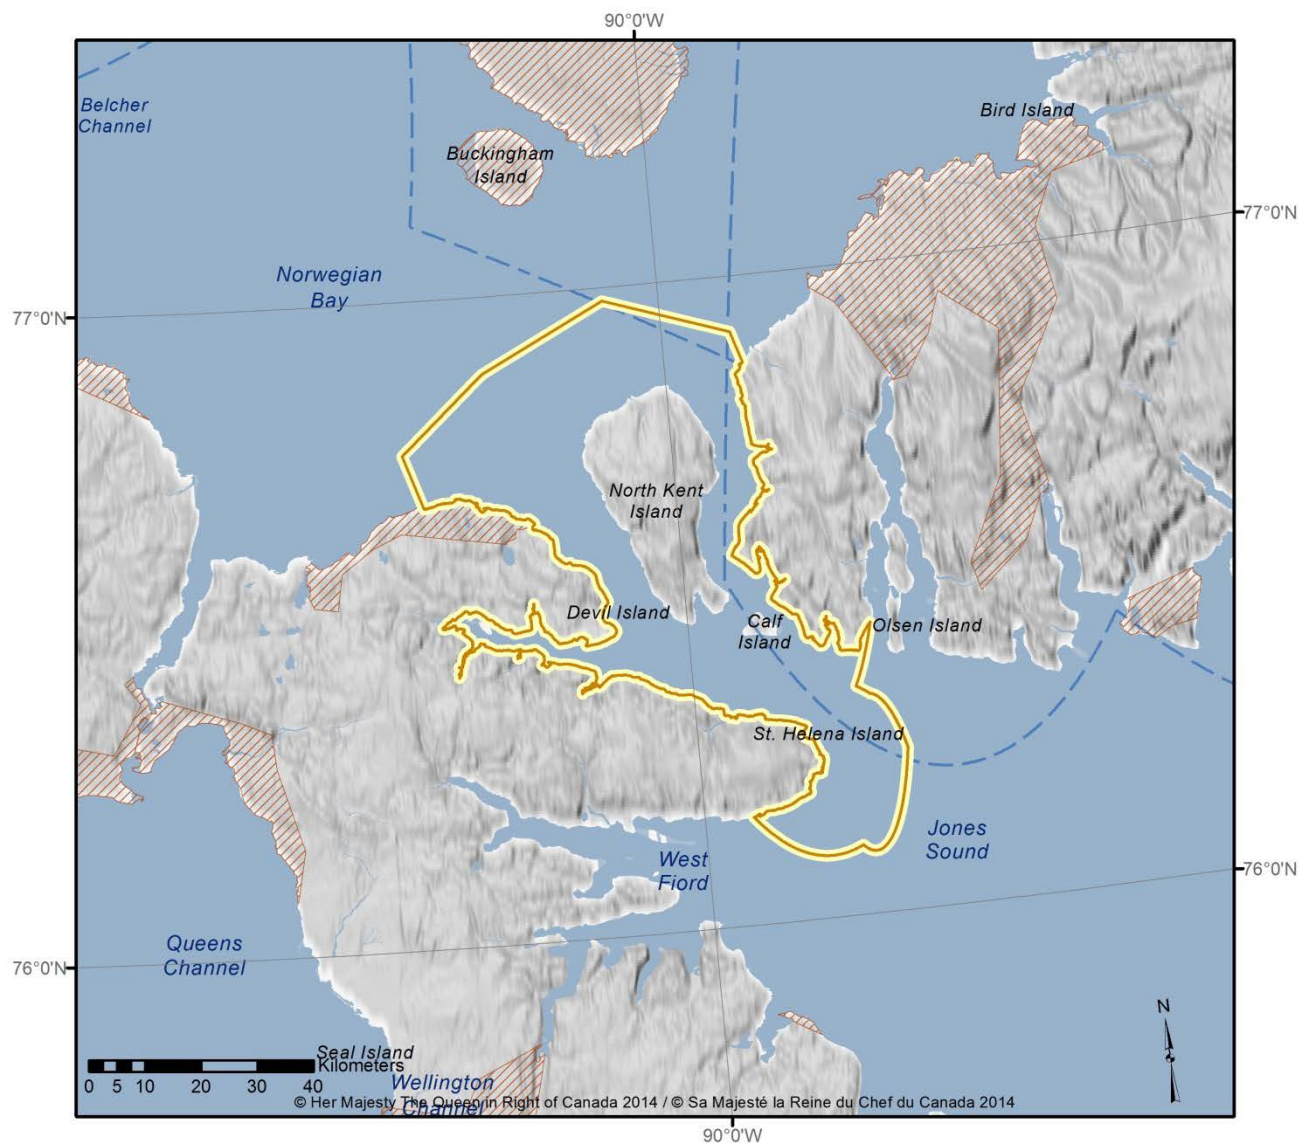 90°0'W
Belcher
Channel
Bird Island
Buckingham
Island
77°0'N
Norwegian
Bay
77°0'N
North Kent
Island
Devil Island
Calf
Island
Olsen Island
St. Helena Island
Jones
Sound
West
Fiord
76°0'N
Queens
Channel
76°0'N
N
Seal Island
Kilometers
0 5 10 20 30 40
Wellington
Channel
© Her Majesty The Queen in Right of Canada 2014 / © Sa Majesté la Reine du Chef du Canada 2014
90°0'W